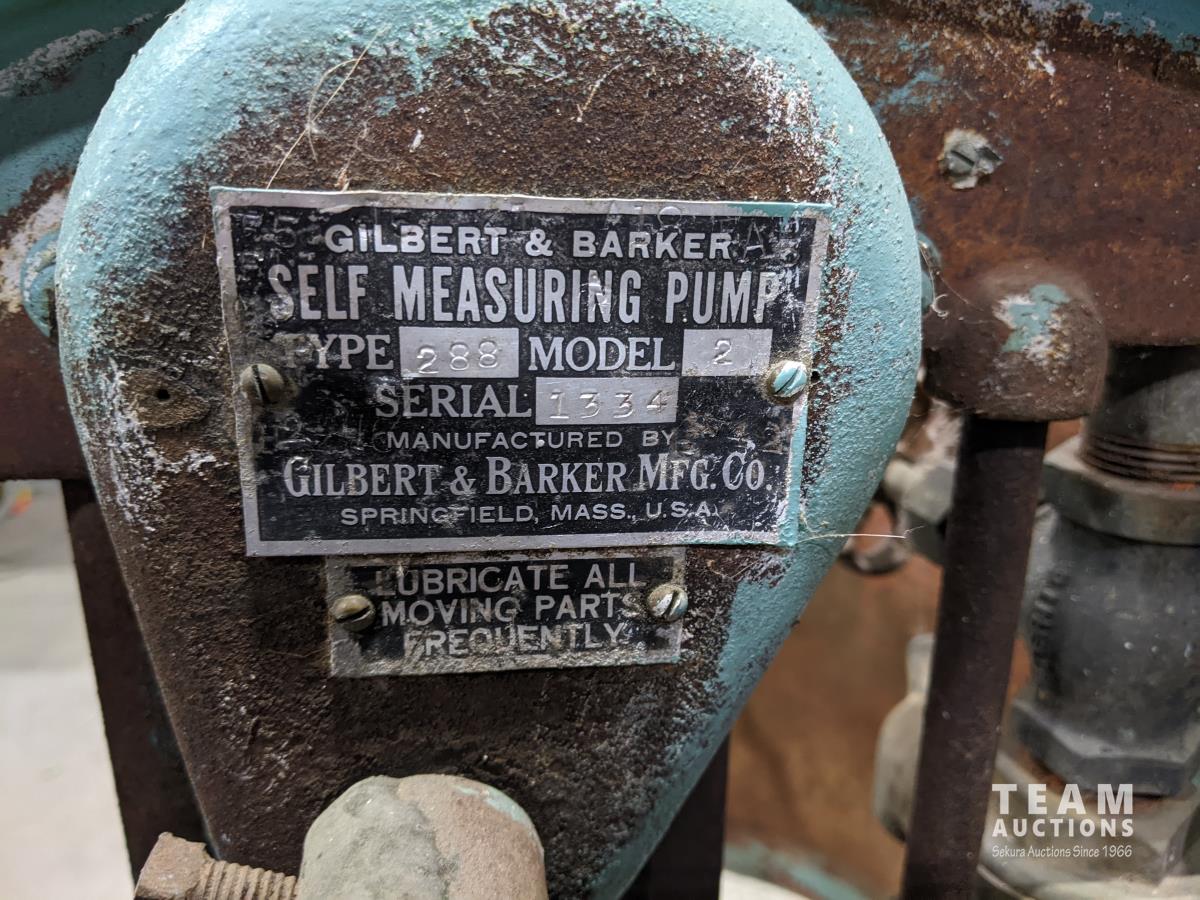 GILBERT & BARKER
SELF MEASURING PUMP
TYPE 288 MODEL 2
SERIAL 1334
MANUFACTURED BY
GILBERT & BARKER MFG. CO.
SPRINGFIELD, MASS., U.S.A.
LUBRICATE ALL
MOVING PARTS
FREQUENTLY
TEAM
AUCTIONS
Sekura Auctions Since 1966